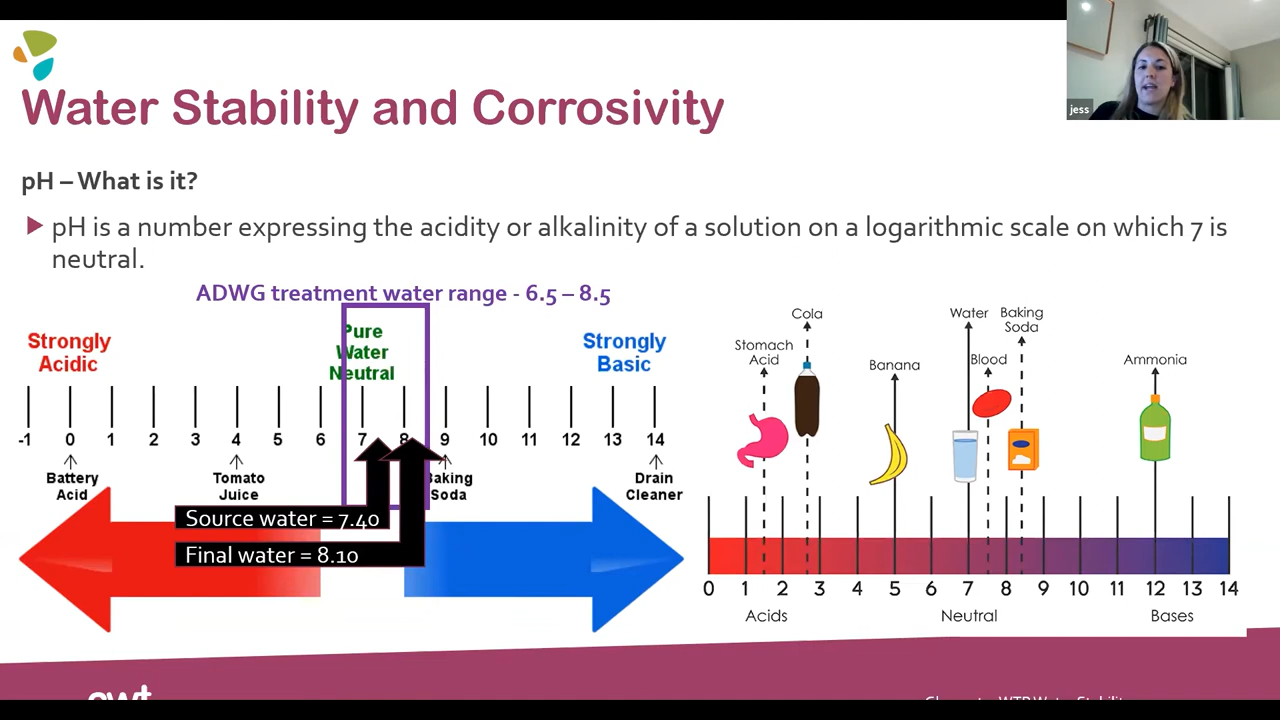 jess
Water Stability and Corrosivity
pH – What is it?
pH is a number expressing the acidity or alkalinity of a solution on a logarithmic scale on which 7 is
neutral.
ADWG treatment water range - 6.5 – 8.5
Strongly
Acidic
Pure
Water
Neutral
Strongly
Basic
-1 0 1 2 3 4 5 6 7 8 9 10 11 12 13 14
Battery
Acid
Tomato
Juice
Baking
Soda
Drain
Cleaner
Source water = 7.40
Final water = 8.10
Stomach
Acid
Cola
Banana
Water
Blood
Baking
Soda
Ammonia
0 1 2 3 4 5 6 7 8 9 10 11 12 13 14
Acids Neutral Bases